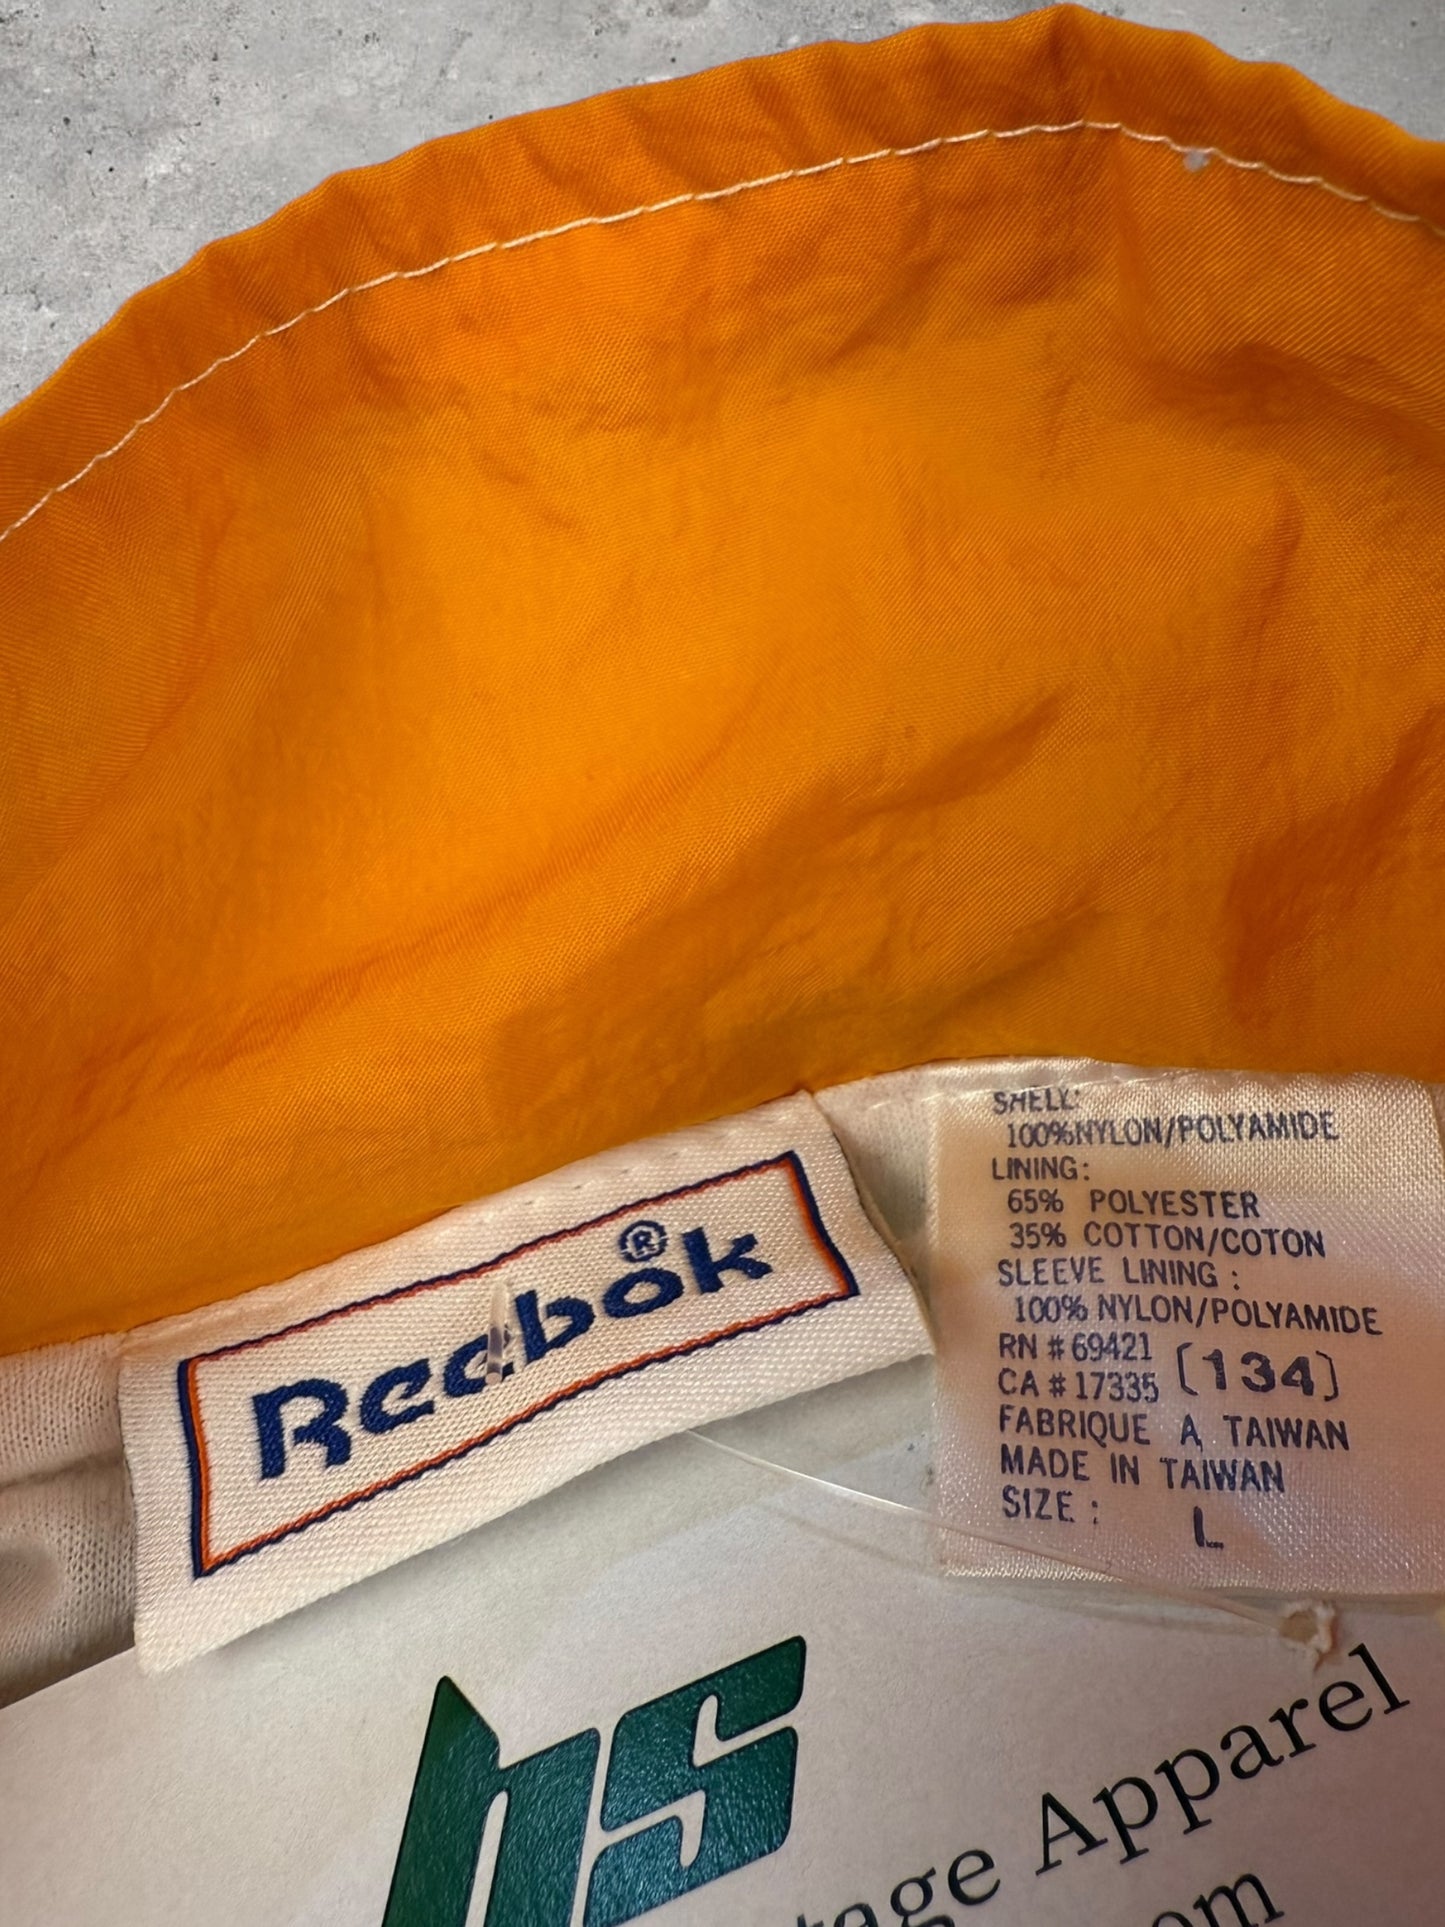 Reebok ®
SHELL:
100%NYLON/POLYAMIDE
LINING:
65% POLYESTER
35% COTTON/COTON
SLEEVE LINING :
100% NYLON/POLYAMIDE
RN # 69421
CA # 17335 [134]
FABRIQUE A TAIWAN
MADE IN TAIWAN
SIZE : L
hs
Apparel